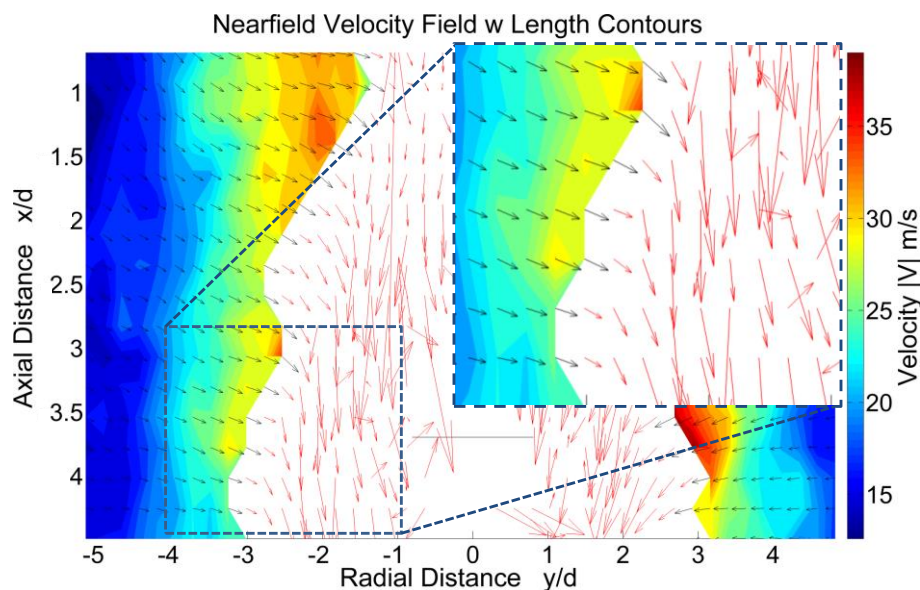 Nearfield Velocity Field w Length Contours
Axial Distance x/d
1
1.5
2
2.5
3
3.5
4
-5 -4 -3 -2 -1 0 1 2 3 4
Radial Distance y/d
35
30
25
20
15
Velocity |V| m/s